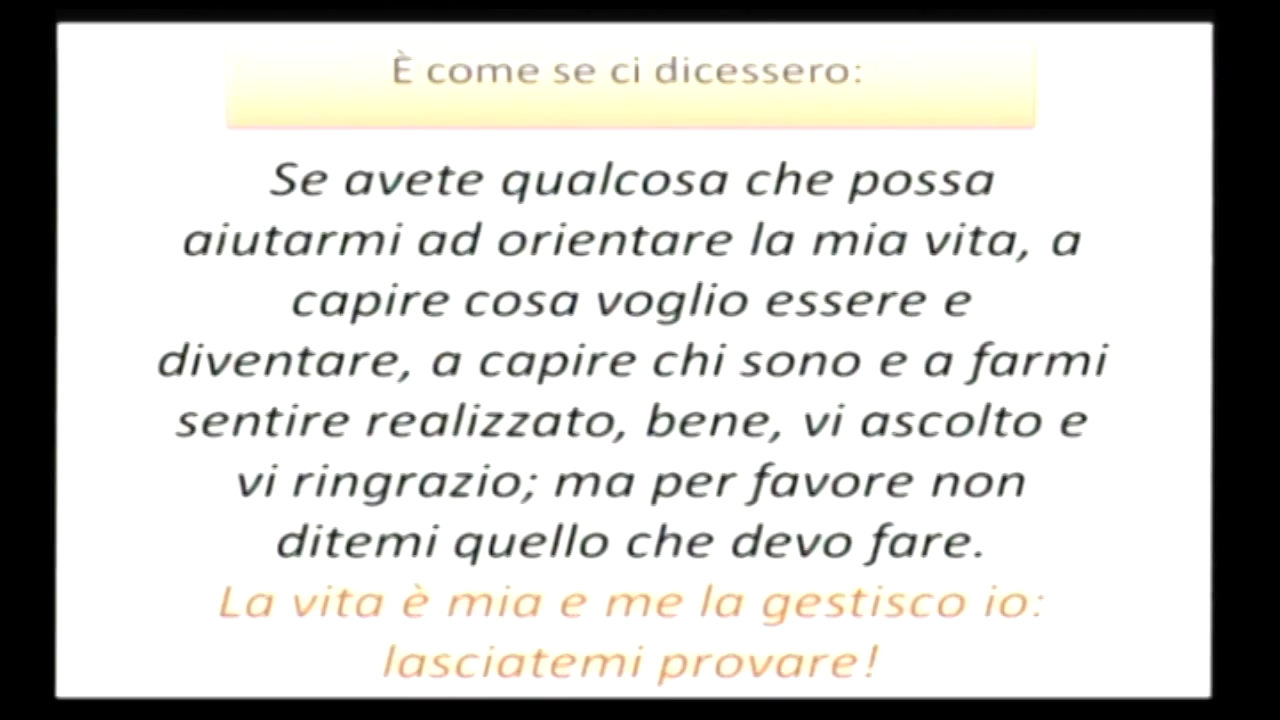 È come se ci dicessero:
Se avete qualcosa che possa
aiutarmi ad orientare la mia vita, a
capire cosa voglio essere e
diventare, a capire chi sono e a farmi
sentire realizzato, bene, vi ascolto e
vi ringrazio; ma per favore non
ditemi quello che devo fare.
La vita è mia e me la gestisco io:
lasciatemi provare!